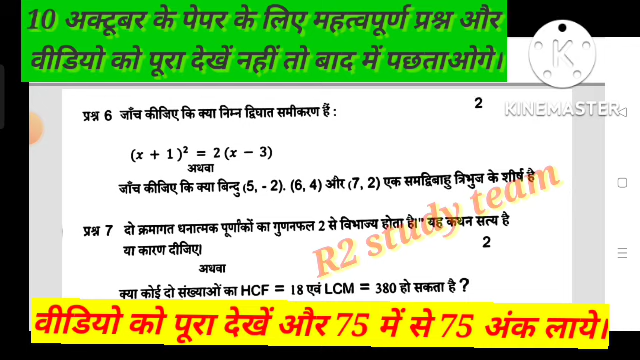 10 अक्टूबर के पेपर के लिए महत्वपूर्ण प्रश्न और
वीडियो को पूरा देखें नहीं तो बाद में पछताओगे।
K
KINEMASTER
प्रश्न 6 जाँच कीजिए कि क्या निम्न द्विघात समीकरण हैं : 2
(x + 1)² = 2 (x − 3)
अथवा
जाँच कीजिए कि क्या बिन्दु (5, - 2). (6, 4) और (7, 2) एक समद्विबाहु त्रिभुज के शीर्ष है
R2 study team
प्रश्न 7 दो क्रमागत धनात्मक पूर्णांकों का गुणनफल 2 से विभाज्य होता है।" यह कथन सत्य है
या कारण दीजिए। 2
अथवा
क्या कोई दो संख्याओं का HCF = 18 एवं LCM = 380 हो सकता है ?
वीडियो को पूरा देखें और 75 में से 75 अंक लाये।